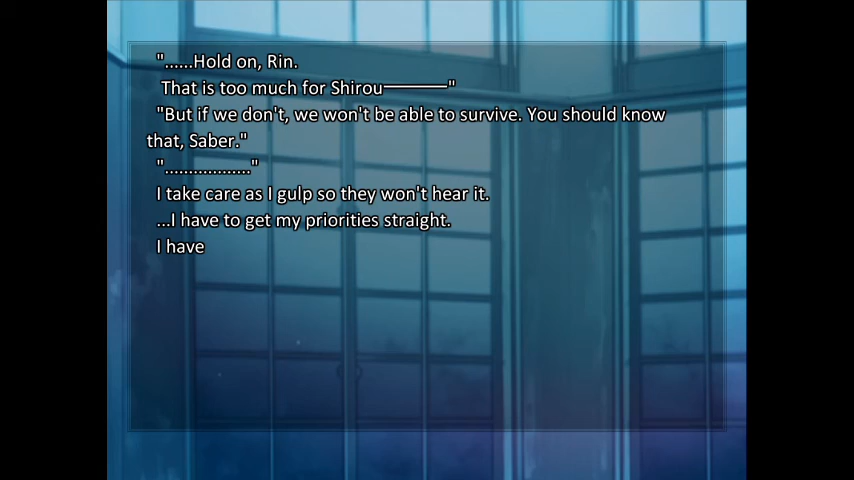 "......Hold on, Rin.
That is too much for Shirou————"
"But if we don't, we won't be able to survive. You should know
that, Saber."
".................."
I take care as I gulp so they won't hear it.
...I have to get my priorities straight.
I have